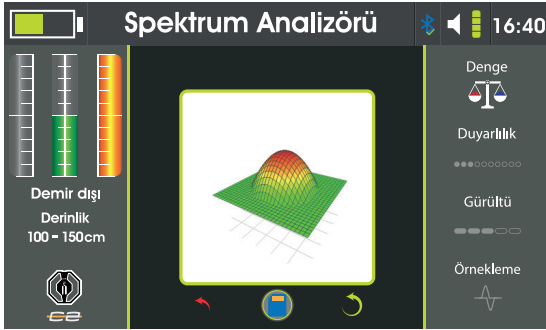 Spektrum Analizörü
16:40
Demir dışı
Derinlik
100 - 150cm
Denge
Duyarlılık
Gürültü
Örnekleme